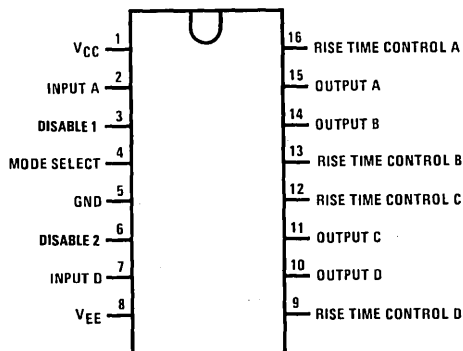 1 16
VCC RISE TIME CONTROL A
2 15
INPUT A OUTPUT A
3 14
DISABLE 1 OUTPUT B
4 13
MODE SELECT RISE TIME CONTROL B
5 12
GND RISE TIME CONTROL C
6 11
DISABLE 2 OUTPUT C
7 10
INPUT D OUTPUT D
8 9
VEE RISE TIME CONTROL D